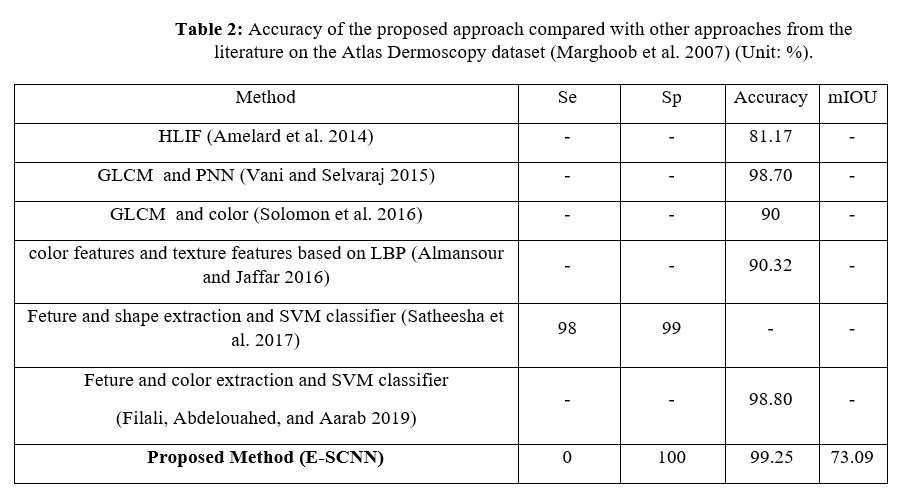 Table 2: Accuracy of the proposed approach compared with other approaches from the
literature on the Atlas Dermoscopy dataset (Marghoob et al. 2007) (Unit: %).
Method Se Sp Accuracy mIOU
HLIF (Amelard et al. 2014) - - 81.17 -
GLCM and PNN (Vani and Selvaraj 2015) - - 98.70 -
GLCM and color (Solomon et al. 2016) - - 90 -
color features and texture features based on LBP (Almansour
and Jaffar 2016) - - 90.32 -
Feture and shape extraction and SVM classifier (Satheesha et
al. 2017) 98 99 - -
Feture and color extraction and SVM classifier
(Filali, Abdelouahed, and Aarab 2019) - - 98.80 -
Proposed Method (E-SCNN) 0 100 99.25 73.09